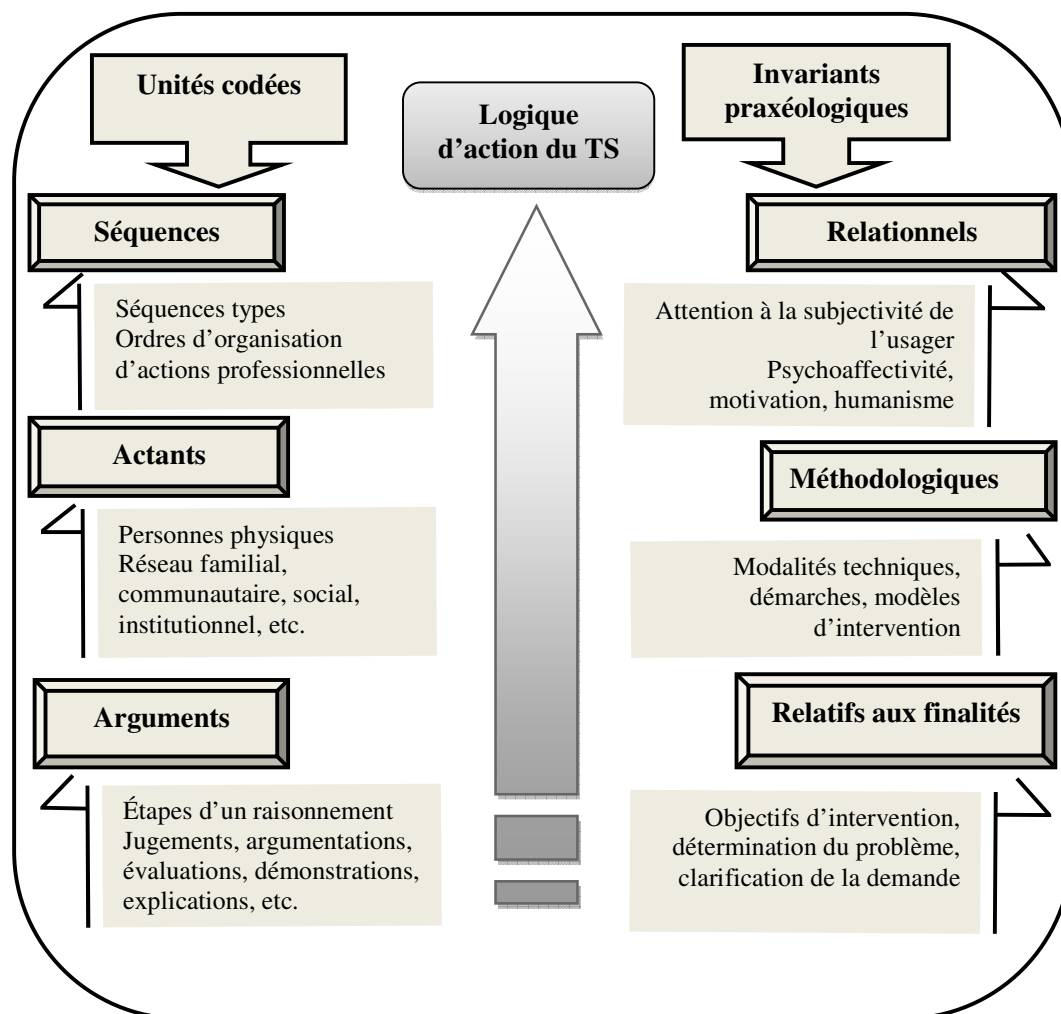 Unités codées
Séquences
Séquences types
Ordres d’organisation
d’actions professionnelles
Actants
Personnes physiques
Réseau familial,
communautaire, social,
institutionnel, etc.
Arguments
Étapes d’un raisonnement
Jugements, argumentations,
évaluations, démonstrations,
explications, etc.
Logique
d’action du TS
Invariants
praxéologiques
Relationnels
Attention à la subjectivité de
l’usager
Psychoaffectivité,
motivation, humanisme
Méthodologiques
Modalités techniques,
démarches, modèles
d’intervention
Relatifs aux finalités
Objectifs d’intervention,
détermination du problème,
clarification de la demande